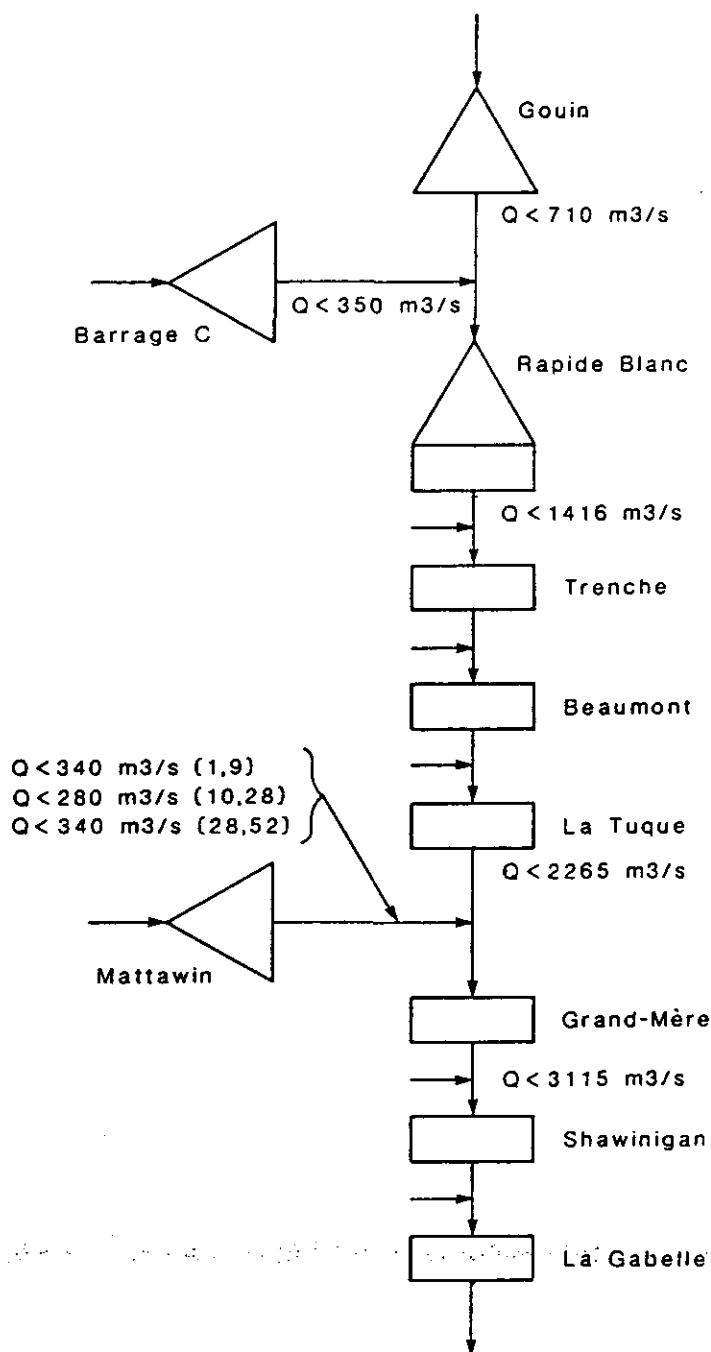 Gouin
Q<710 m3/s
Q<350 m3/s
Barrage C
Rapide Blanc
Q<1416 m3/s
Trenche
Beaumont
Q<340 m3/s (1,9)
Q<280 m3/s (10,28)
Q<340 m3/s (28,52)
La Tuque
Q<2265 m3/s
Mattawin
Grand-Mère
Q<3115 m3/s
Shawinigan
La Gabelle